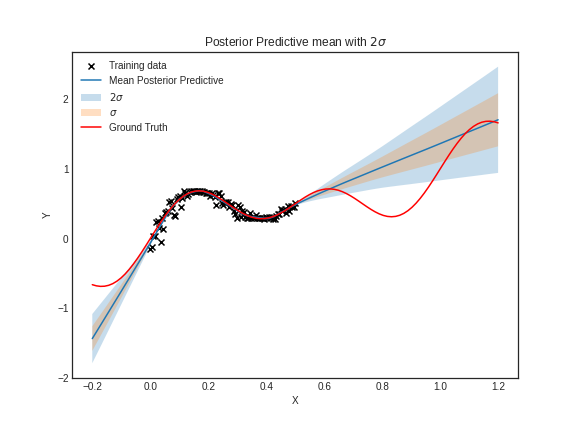 Posterior Predictive mean with 2σ
Training data
Mean Posterior Predictive
2σ
σ
Ground Truth
Y
2
1
0
−1
−2
−0.2 0.0 0.2 0.4 0.6 0.8 1.0 1.2
X